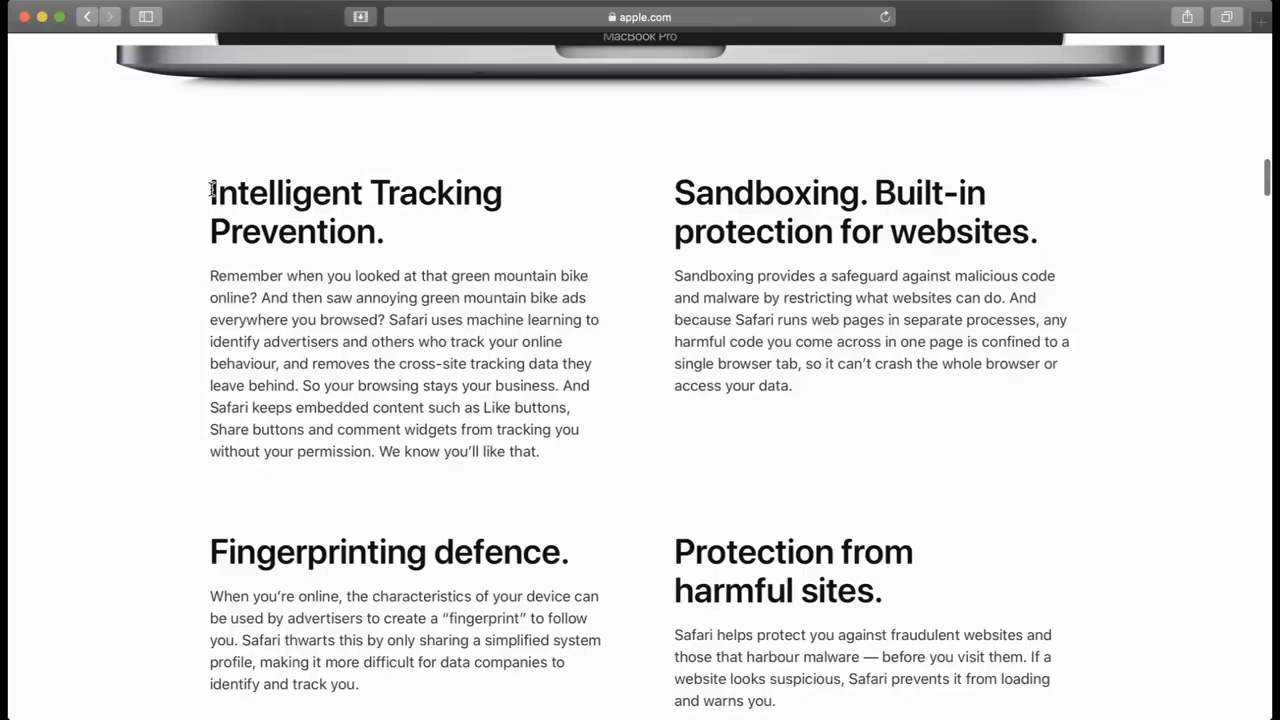 apple.com
MacBook Pro
Intelligent Tracking
Prevention.
Remember when you looked at that green mountain bike
online? And then saw annoying green mountain bike ads
everywhere you browsed? Safari uses machine learning to
identify advertisers and others who track your online
behaviour, and removes the cross-site tracking data they
leave behind. So your browsing stays your business. And
Safari keeps embedded content such as Like buttons,
Share buttons and comment widgets from tracking you
without your permission. We know you’ll like that.
Sandboxing. Built-in
protection for websites.
Sandboxing provides a safeguard against malicious code
and malware by restricting what websites can do. And
because Safari runs web pages in separate processes, any
harmful code you come across in one page is confined to a
single browser tab, so it can’t crash the whole browser or
access your data.
Fingerprinting defence.
When you’re online, the characteristics of your device can
be used by advertisers to create a “fingerprint” to follow
you. Safari thwarts this by only sharing a simplified system
profile, making it more difficult for data companies to
identify and track you.
Protection from
harmful sites.
Safari helps protect you against fraudulent websites and
those that harbour malware — before you visit them. If a
website looks suspicious, Safari prevents it from loading
and warns you.